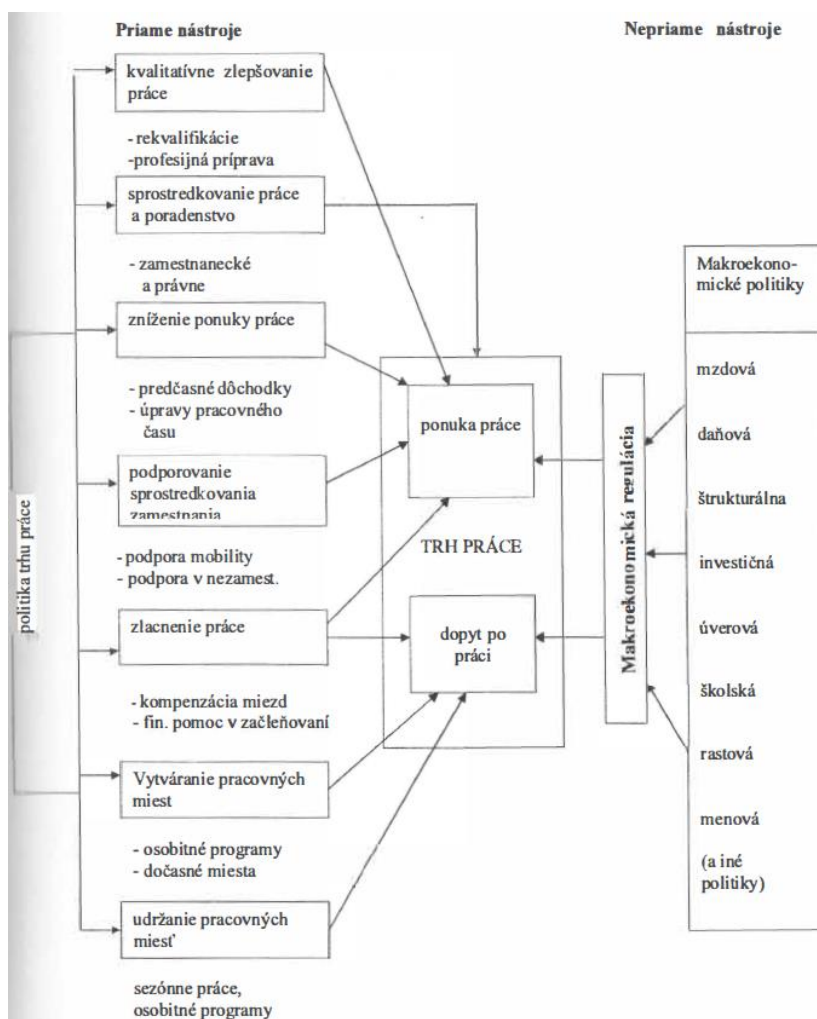 Priame nástroje
Nepriame nástroje
kvalitatívne zlepšovanie
práce
- rekvalifikácie
-profesijná príprava
sprostredkovanie práce
a poradenstvo
- zamestnanecké
a právne
zníženie ponuky práce
- predčasné dôchodky
- úpravy pracovného
času
podporovanie
sprostredkovania
zamestnania
- podpora mobility
- podpora v nezamest.
zlacnenie práce
- kompenzácia miezd
- fin. pomoc v začleňovaní
Vytváranie pracovných
miest
- osobitné programy
- dočasné miesta
udržanie pracovných
miesť
sezónne práce,
osobitné programy
politika trhu práce
ponuka práce
TRH PRÁCE
dopyt po
práci
Makroekonomická regulácia
Makroekono-
mické politiky
mzdová
daňová
štrukturálna
investičná
úverová
školská
rastová
menová
(a iné
politiky)